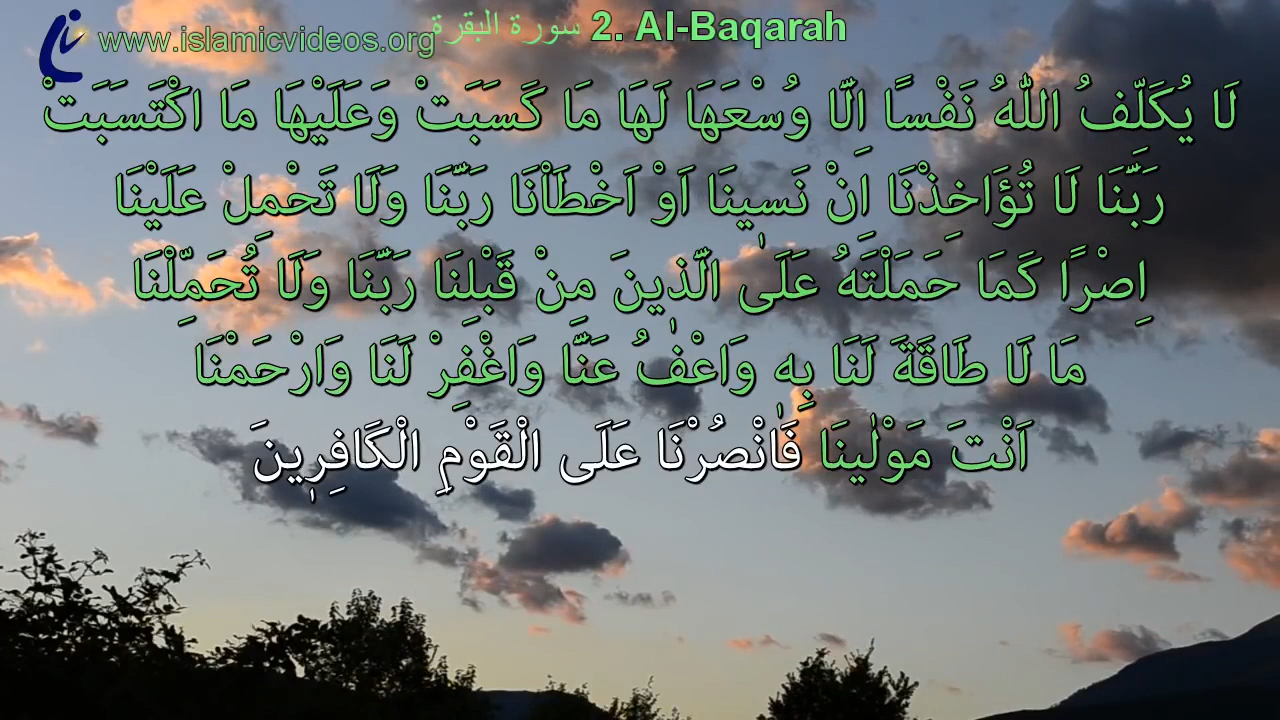 www.islamicvideos.org سورة البقرة 2. Al-Baqarah
لَا يُكَلِّفُ اللّٰهُ نَفْسًا اِلَّا وُسْعَهَا لَهَا مَا كَسَبَتْ وَعَلَيْهَا مَا اكْتَسَبَتْ
رَبَّنَا لَا تُؤَاخِذْنَا اِنْ نَسٖينَا اَوْ اَخْطَاْنَا رَبَّنَا وَلَا تَحْمِلْ عَلَيْنَا
اِصْرًا كَمَا حَمَلْتَهُ عَلَى الَّذٖينَ مِنْ قَبْلِنَا رَبَّنَا وَلَا تُحَمِّلْنَا
مَا لَا طَاقَةَ لَنَا بِهٖ وَاعْفُ عَنَّا وَاغْفِرْ لَنَا وَارْحَمْنَا
اَنْتَ مَوْلٰينَا فَانْصُرْنَا عَلَى الْقَوْمِ الْكَافِرٖينَ